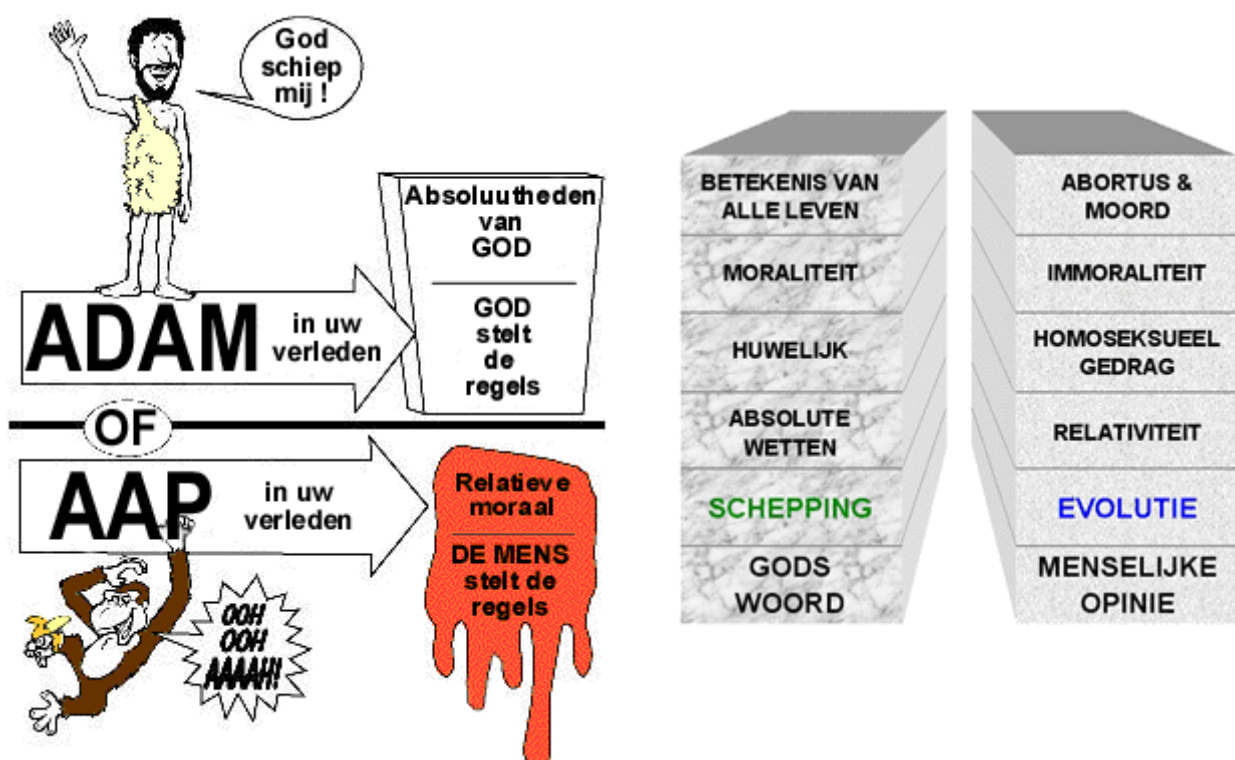 God
schiep
mij !
Absoluutheden
van
GOD
GOD
stelt
de
regels
ADAM
in uw
verleden
OF
AAP
in uw
verleden
Relatieve
moraal
DE MENS
stelt de
regels
OOH
OOH
AAAAH!
BETEKENIS VAN
ALLE LEVEN
MORALITEIT
HUWELIJK
ABSOLUTE
WETTEN
SCHEPPING
GODS
WOORD
ABORTUS &
MOORD
IMMORALITEIT
HOMOSEKSUEEL
GEDRAG
RELATIVITEIT
EVOLUTIE
MENSELIJKE
OPINIE